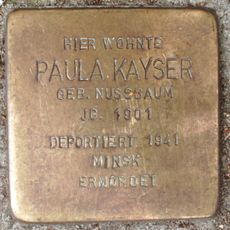 HIER WOHNTE
PAULA KAYSER
GEB. NUSSBAUM
JG. 1901
DEPORTIERT 1941
MINSK
ERMORDET